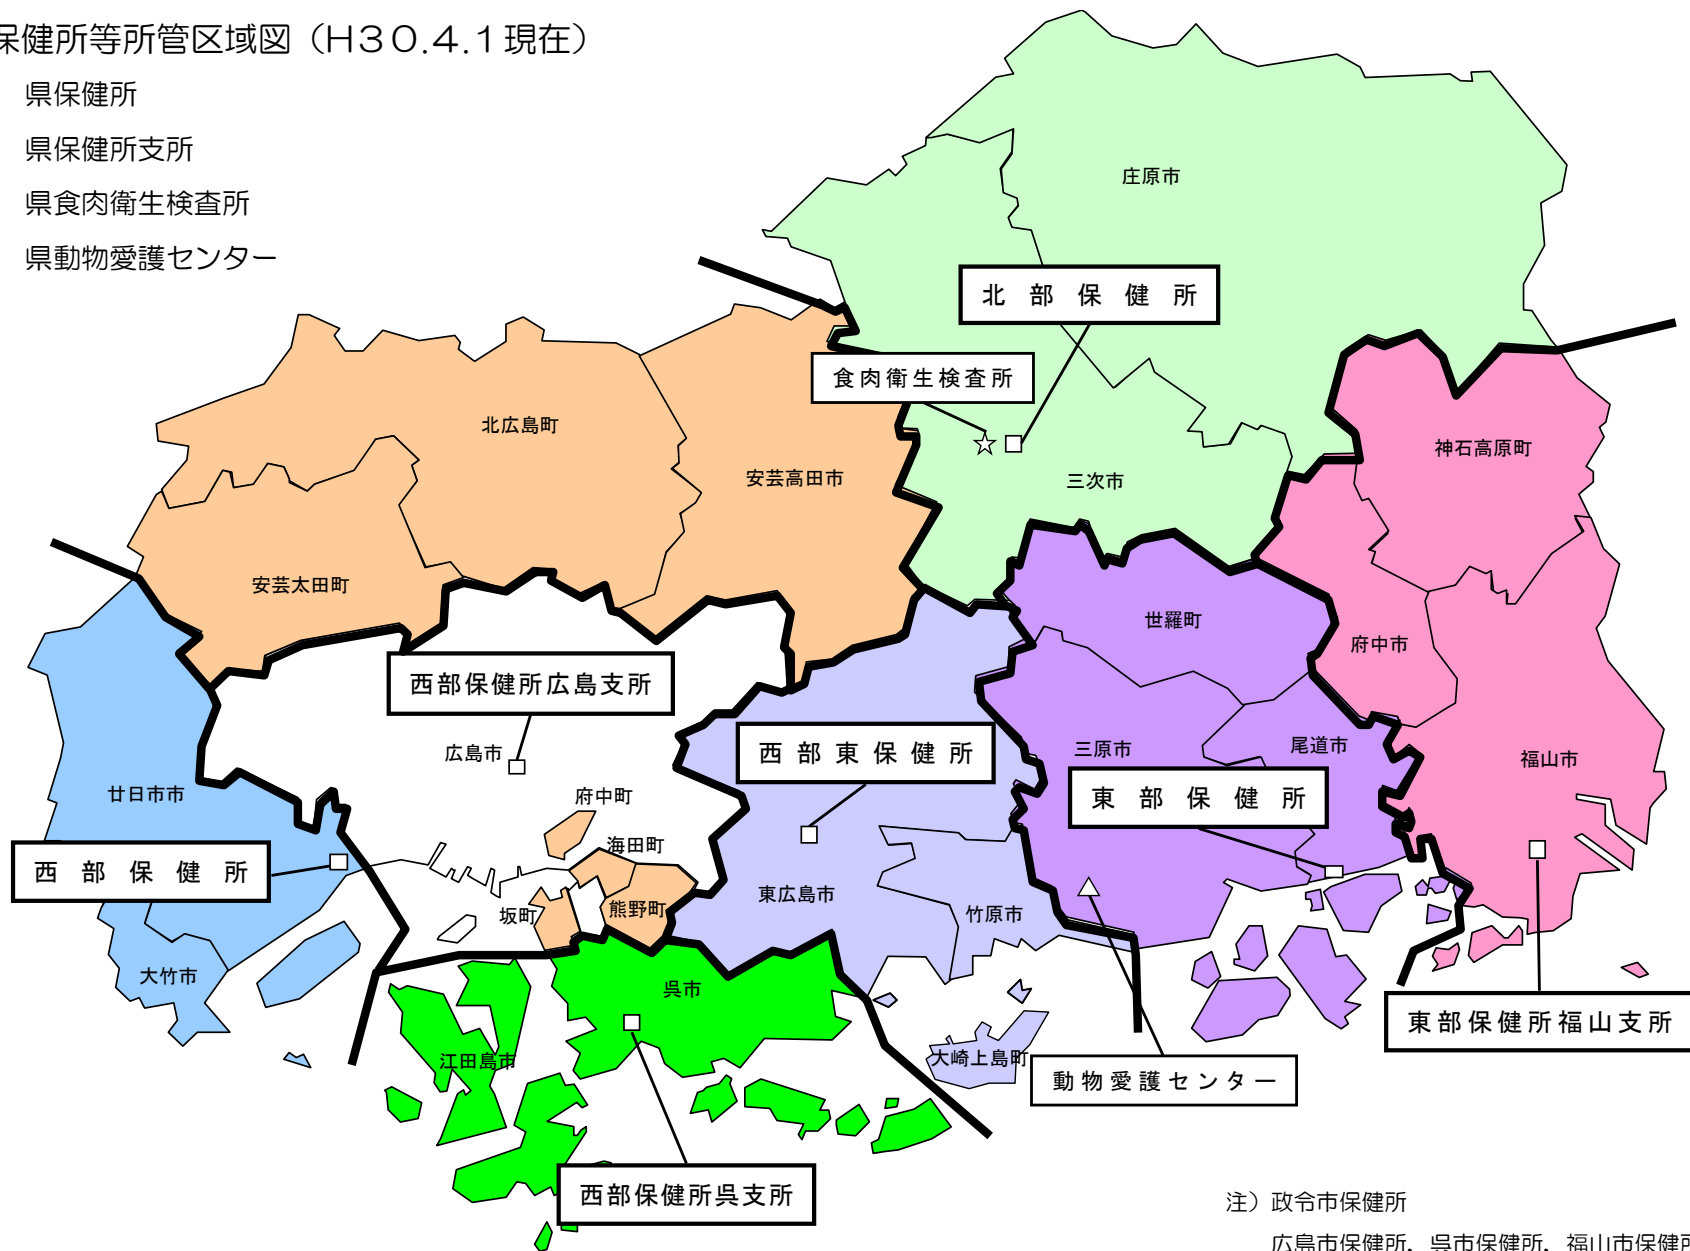 保健所等所管区域図（H３０.４.１現在）
県保健所
県保健所支所
県食肉衛生検査所
県動物愛護センター
庄原市
北部保健所
食肉衛生検査所
北広島町
神石高原町
安芸高田市
三次市
安芸太田町
世羅町
府中市
西部保健所広島支所
広島市
西部東保健所
三原市
尾道市
福山市
廿日市市
府中町
東部保健所
海田町
西部保健所
東広島市
坂町
熊野町
竹原市
大竹市
呉市
東部保健所福山支所
江田島市
大崎上島町
動物愛護センター
西部保健所呉支所
注）政令市保健所
広島市保健所，呉市保健所，福山市保健所